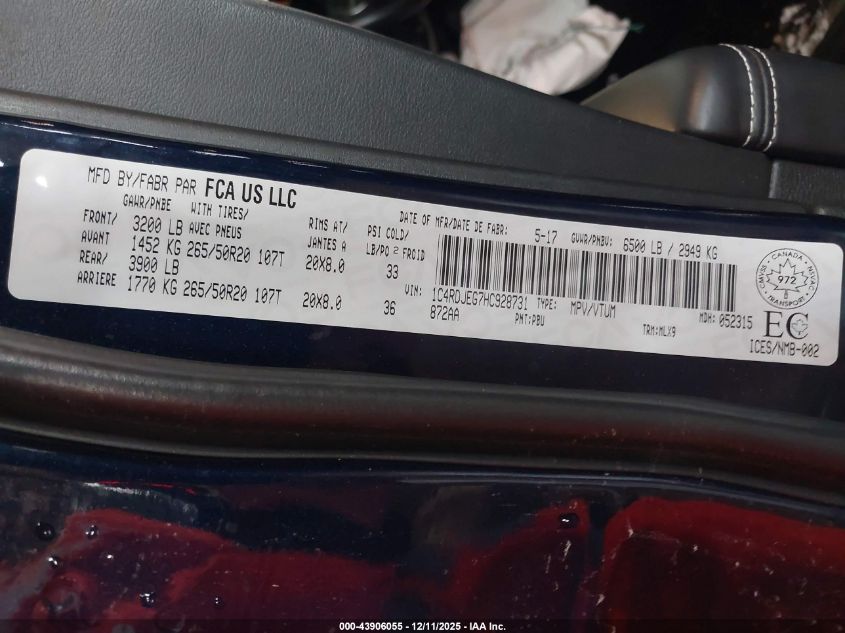 MFD BY/FABR PAR FCA US LLC
DATE OF MFR/DATE DE FABR: 5-17 GVWR/PNBV: 6500 LB / 2949 KG
GAWR/PNBE WITH TIRES/ RIMS AT/ PSI COLD/
FRONT/ 3200 LB AVEC PNEUS JANTES A LB/PO 2 FROID
AVANT 1452 KG 265/50R20 107T 20X8.0 33
REAR/ 3900 LB
ARRIERE 1770 KG 265/50R20 107T 20X8.0 36
VIN: 1C4RDJEG7HC928731 TYPE: MPV/VTUM MDH: 052315
872AA PNT:PBU TRM:MLX9
CANADA
972
TRANSPORT
EC
ICES/NMB-002
000-43906055 - 12/11/2025 - IAA Inc.